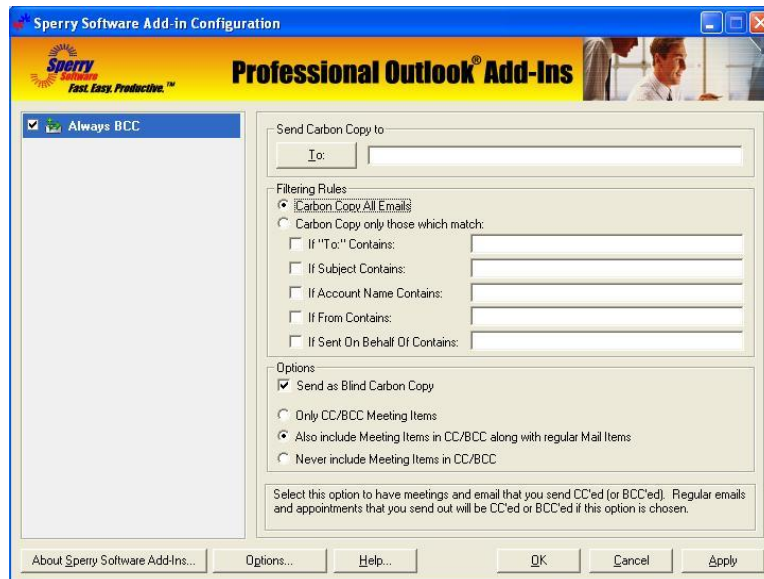 Sperry Software Add-in Configuration
Sperry
Software
Fast. Easy. Productive.™
Professional Outlook® Add-Ins
Always BCC
Send Carbon Copy to
To:
Filtering Rules
Carbon Copy All Emails
Carbon Copy only those which match:
If "To:" Contains:
If Subject Contains:
If Account Name Contains:
If From Contains:
If Sent On Behalf Of Contains:
Options
Send as Blind Carbon Copy
Only CC/BCC Meeting Items
Also include Meeting Items in CC/BCC along with regular Mail Items
Never include Meeting Items in CC/BCC
Select this option to have meetings and email that you send CC'ed (or BCC'ed). Regular emails
and appointments that you send out will be CC'ed or BCC'ed if this option is chosen.
About Sperry Software Add-Ins... Options... Help... OK Cancel Apply